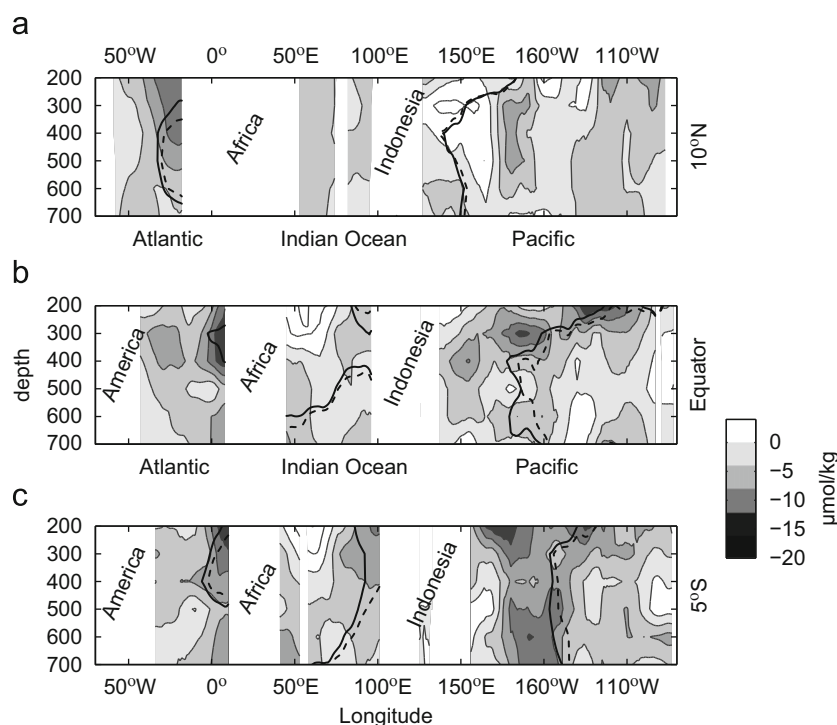 a
50°W 0° 50°E 100°E 150°E 160°W 110°W
200
300
400
500
600
700
Africa
Indonesia
10°N
Atlantic Indian Ocean Pacific
b
depth
200
300
400
500
600
700
America
Africa
Indonesia
Equator
Atlantic Indian Ocean Pacific
c
200
300
400
500
600
700
America
Africa
Indonesia
5°S
50°W 0° 50°E 100°E 150°E 160°W 110°W
Longitude
0
−5
−10
−15
−20
μmol/kg